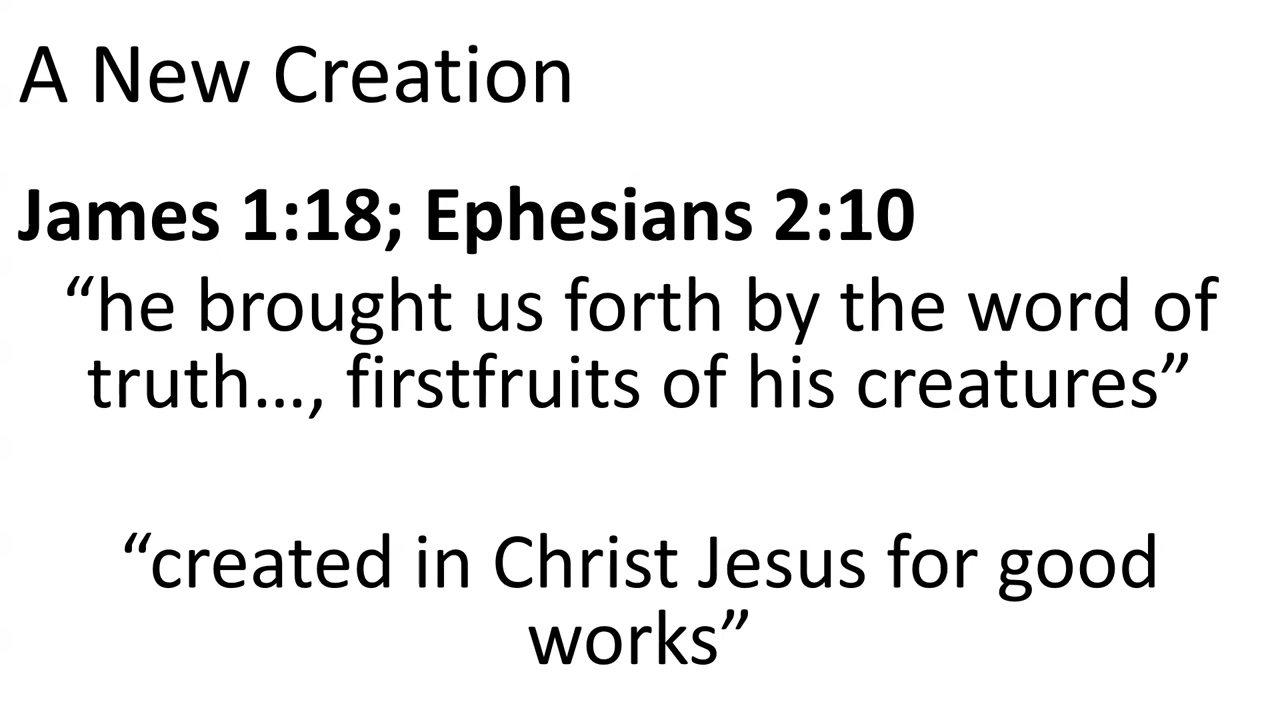 A New Creation
James 1:18; Ephesians 2:10
“he brought us forth by the word of
truth…, firstfruits of his creatures”
“created in Christ Jesus for good
works”